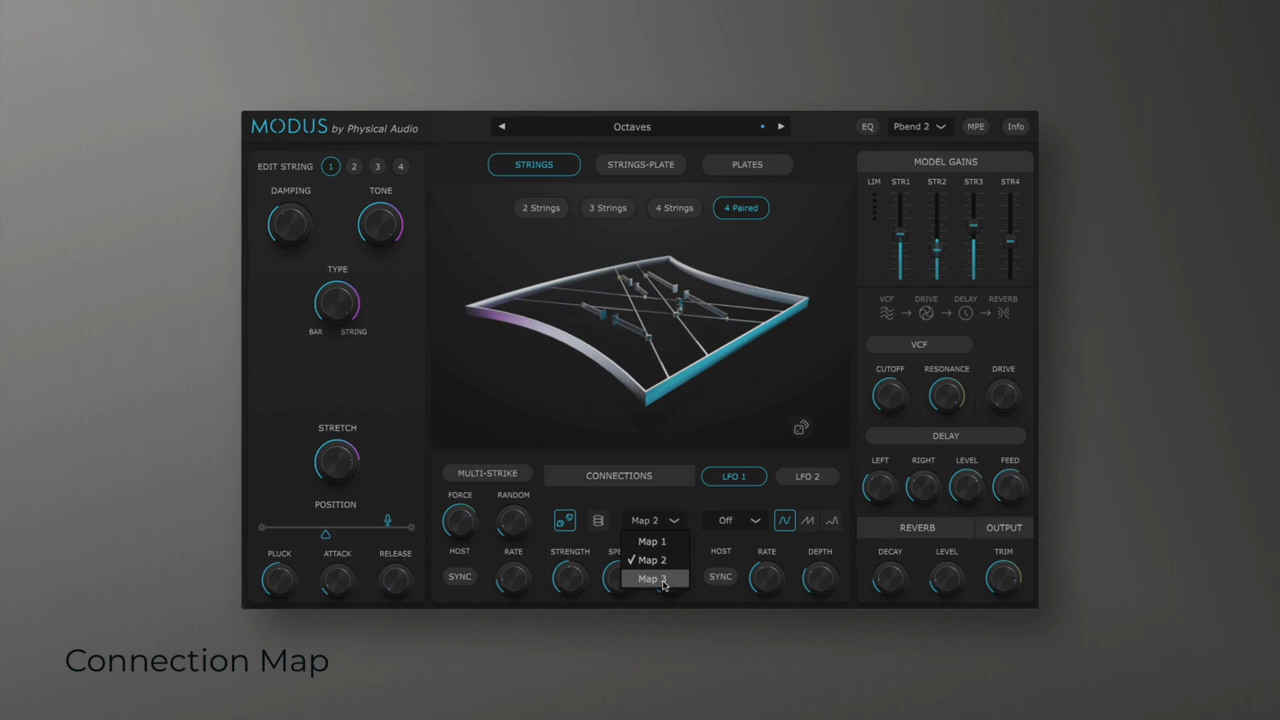 MODUS by Physical Audio
Octaves
EQ
Pbend 2
MPE
Info
EDIT STRING 1 2 3 4
DAMPING
TONE
TYPE
BAR
STRING
STRETCH
POSITION
PLUCK
ATTACK
RELEASE
STRINGS
STRINGS-PLATE
PLATES
2 Strings
3 Strings
4 Strings
4 Paired
MULTI-STRIKE
FORCE
RANDOM
HOST
RATE
SYNC
CONNECTIONS
Map 2
Map 1
Map 2
Map 3
STRENGTH
LFO 1
LFO 2
Off
HOST
RATE
DEPTH
SYNC
MODEL GAINS
LIM
STR1
STR2
STR3
STR4
VCF
DRIVE
DELAY
REVERB
VCF
CUTOFF
RESONANCE
DRIVE
DELAY
LEFT
RIGHT
LEVEL
FEED
REVERB
OUTPUT
DECAY
LEVEL
TRIM
Connection Map